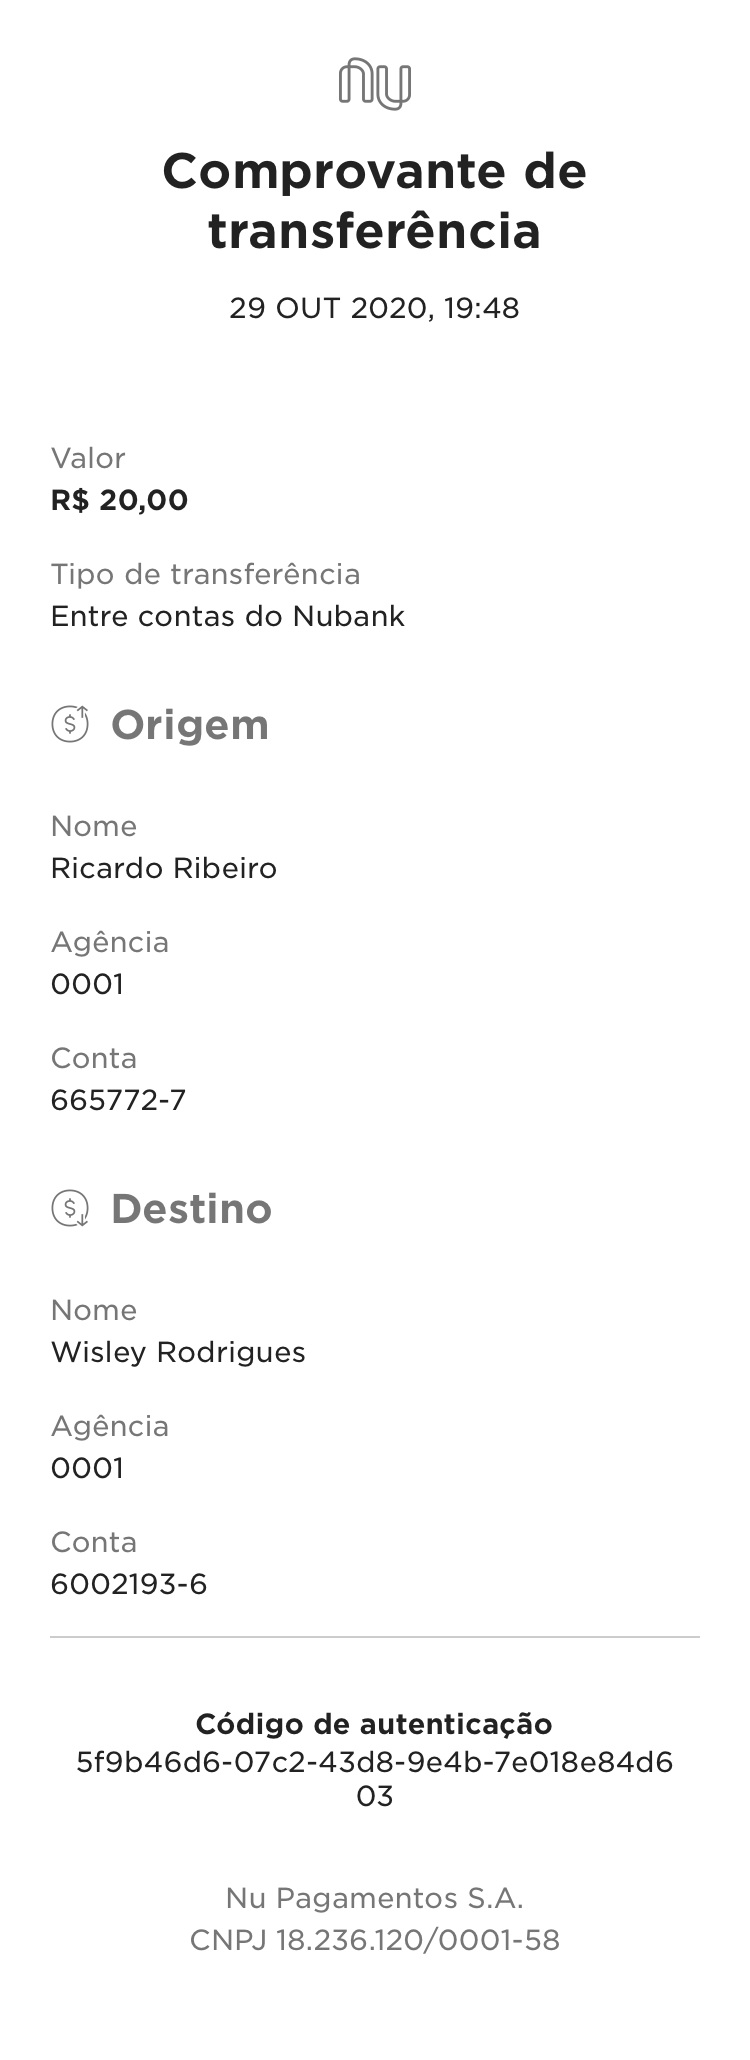 nu
Comprovante de
transferência
29 OUT 2020, 19:48
Valor
R$ 20,00
Tipo de transferência
Entre contas do Nubank
Origem
Nome
Ricardo Ribeiro
Agência
0001
Conta
665772-7
Destino
Nome
Wisley Rodrigues
Agência
0001
Conta
6002193-6
Código de autenticação
5f9b46d6-07c2-43d8-9e4b-7e018e84d6
03
Nu Pagamentos S.A.
CNPJ 18.236.120/0001-58